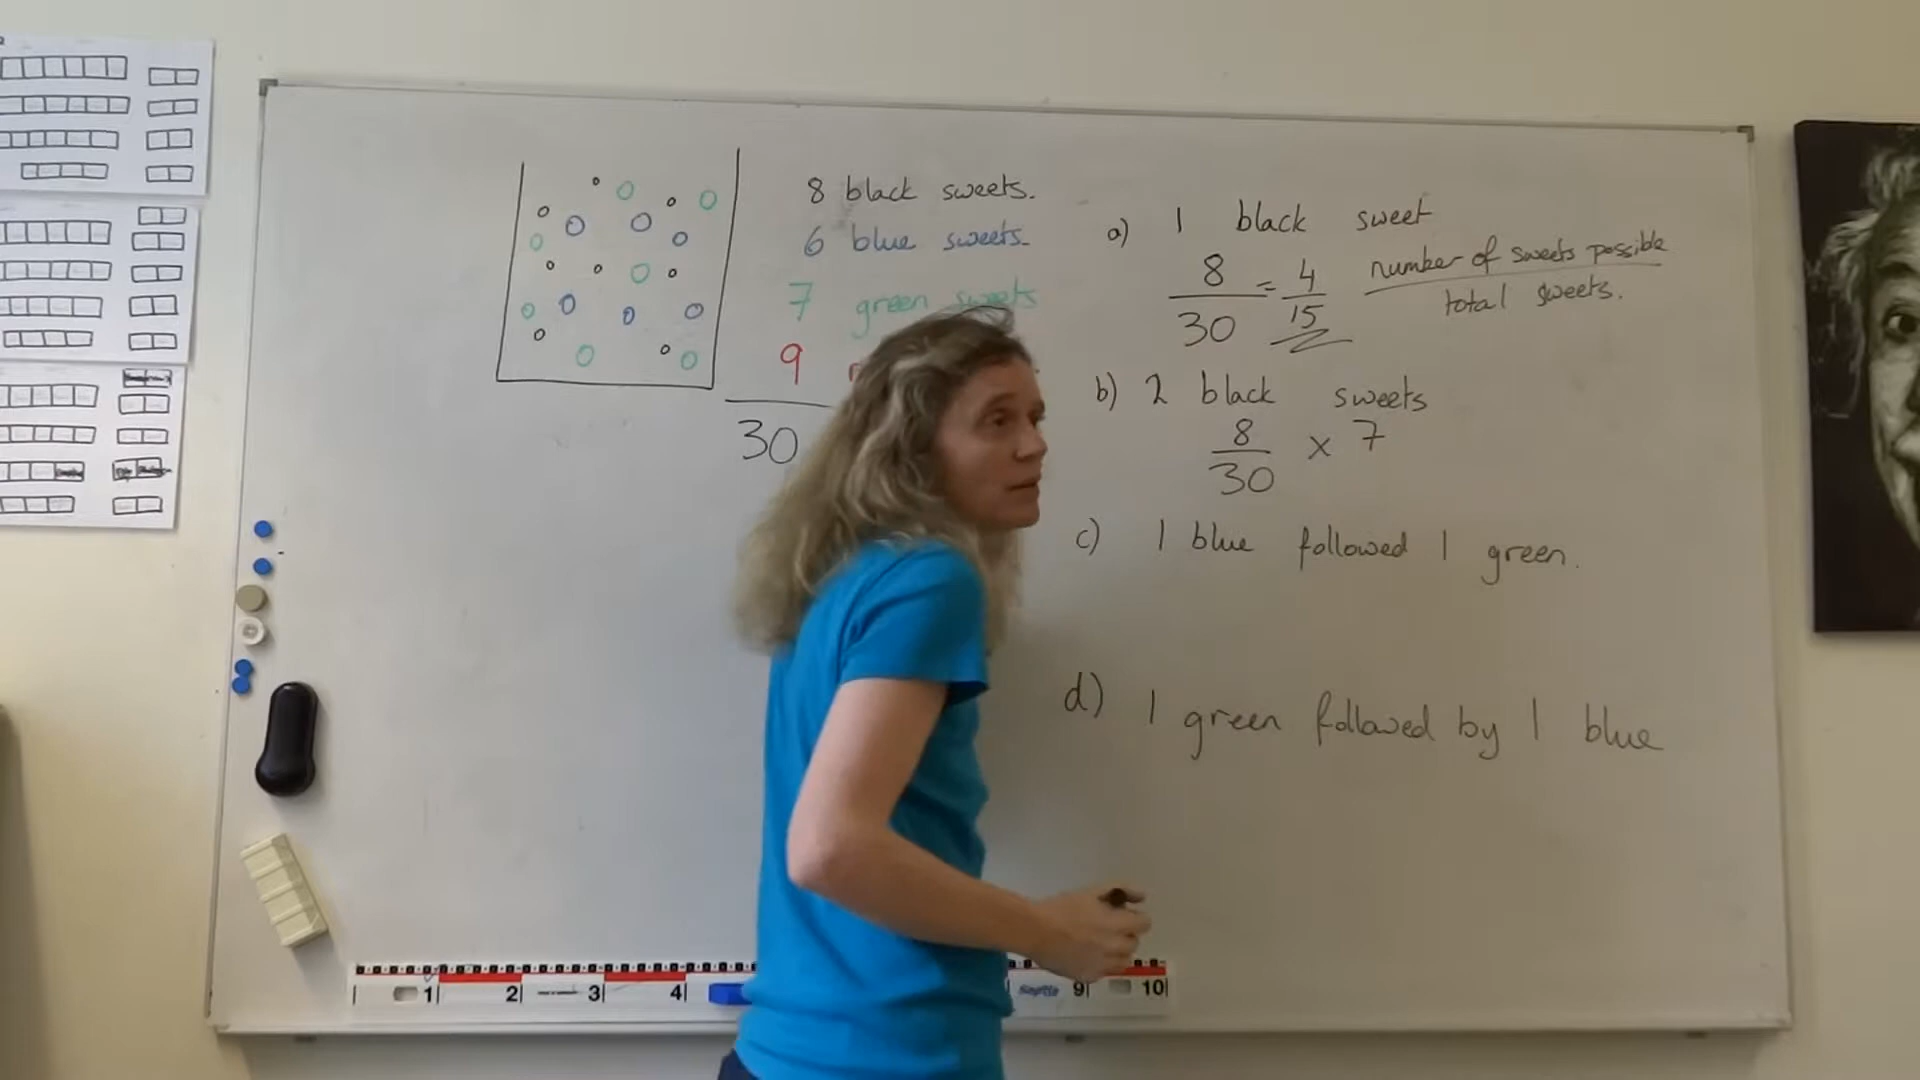 8 black sweets.
6 blue sweets.
7 green sweets
9
30
a) 1 black sweet
8/30 = 4/15
number of sweets possible
total sweets.
b) 2 black sweets
8/30 x 7
c) 1 blue followed 1 green.
d) 1 green followed by 1 blue
1 2 3 4 9 10